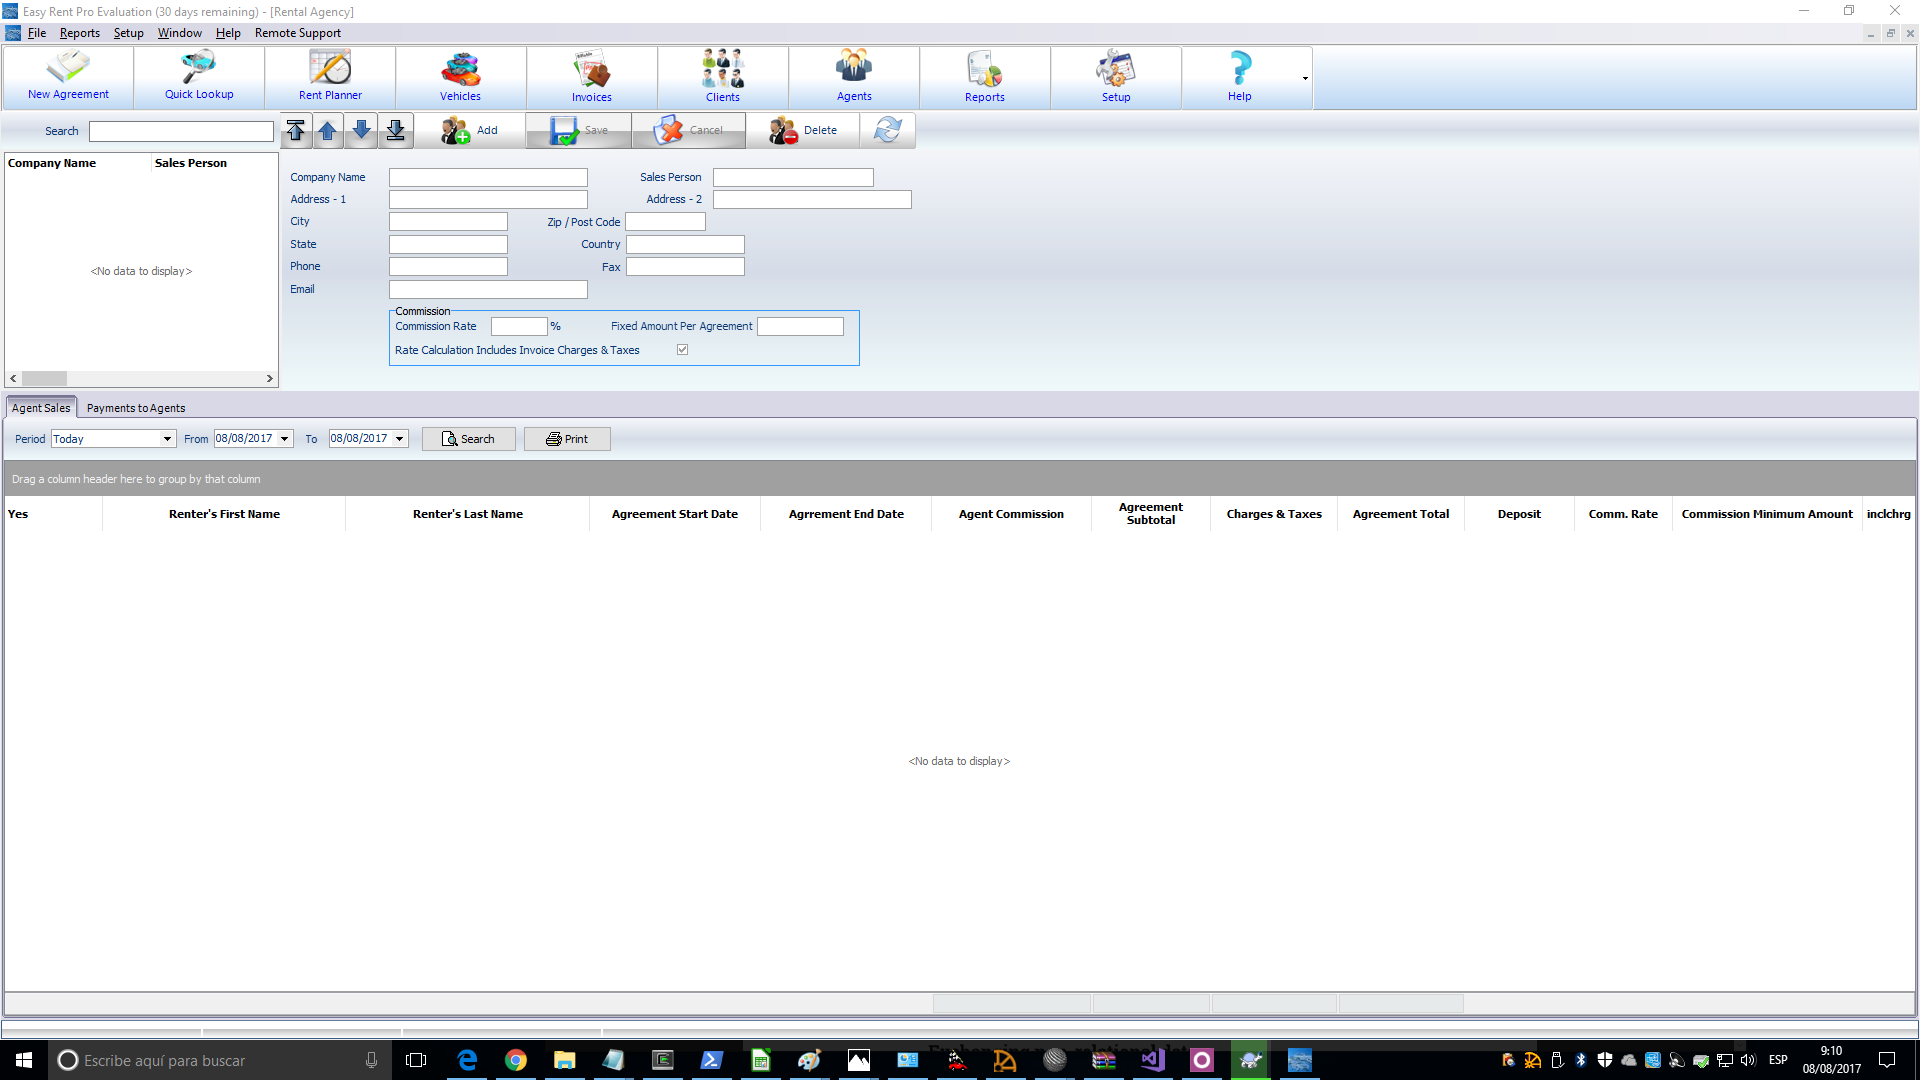 Easy Rent Pro Evaluation (30 days remaining) - [Rental Agency]
File Reports Setup Window Help Remote Support
New Agreement Quick Lookup Rent Planner Vehicles Invoices Clients Agents Reports Setup Help
Search Add Save Cancel Delete
Company Name Sales Person
<No data to display>
Company Name Sales Person
Address - 1 Address - 2
City Zip / Post Code
State Country
Phone Fax
Email
Commission
Commission Rate % Fixed Amount Per Agreement
Rate Calculation Includes Invoice Charges & Taxes
Agent Sales Payments to Agents
Period Today From 08/08/2017 To 08/08/2017 Search Print
Drag a column header here to group by that column
Yes Renter's First Name Renter's Last Name Agreement Start Date Agrrement End Date Agent Commission Agreement Subtotal Charges & Taxes Agreement Total Deposit Comm. Rate Commission Minimum Amount inclchrg
<No data to display>
Escribe aquí para buscar
ESP
9:10
08/08/2017